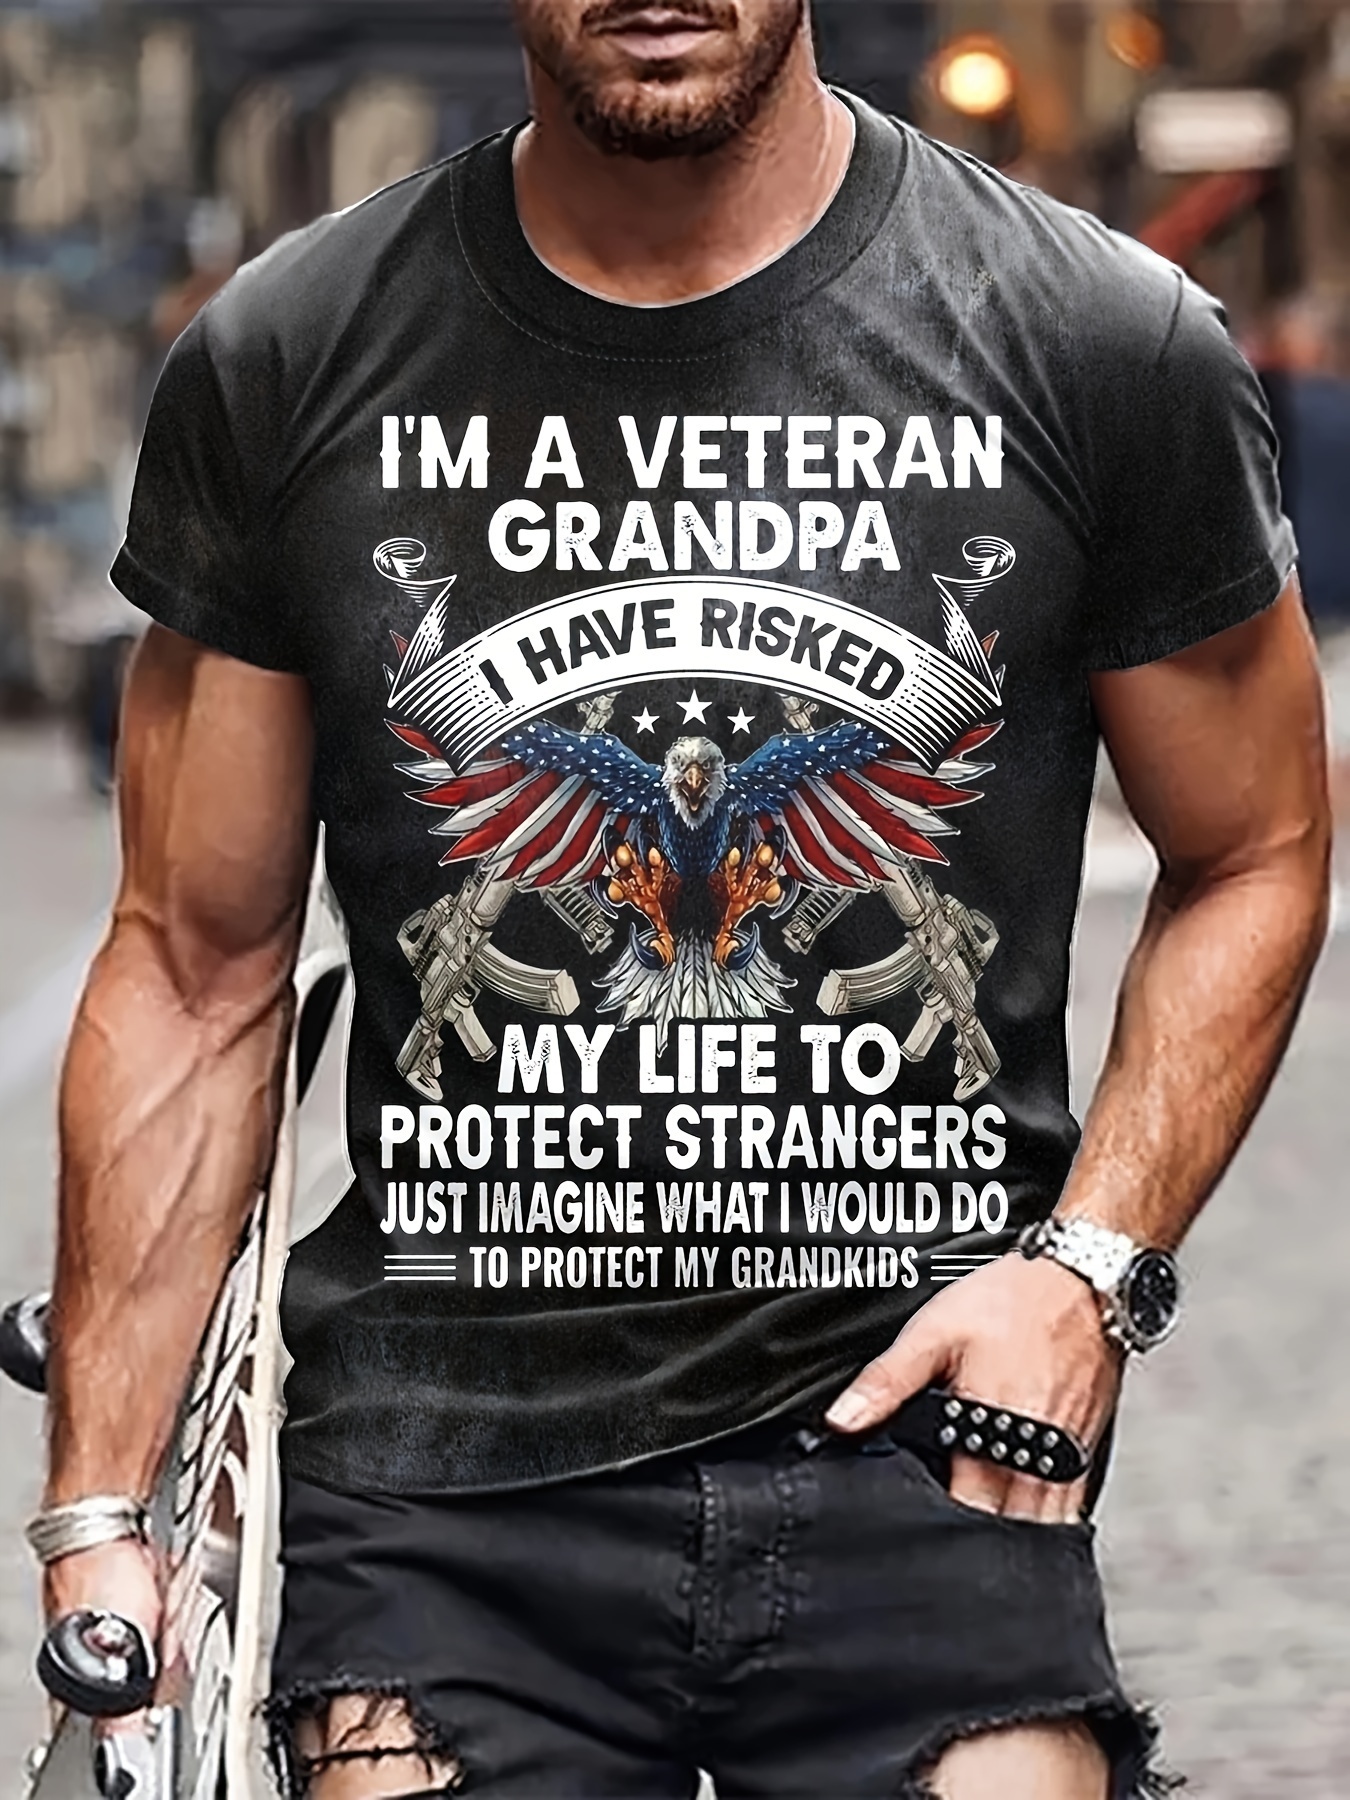 I'M A VETERAN
GRANDPA
I HAVE RISKED
MY LIFE TO
PROTECT STRANGERS
JUST IMAGINE WHAT I WOULD DO
TO PROTECT MY GRANDKIDS